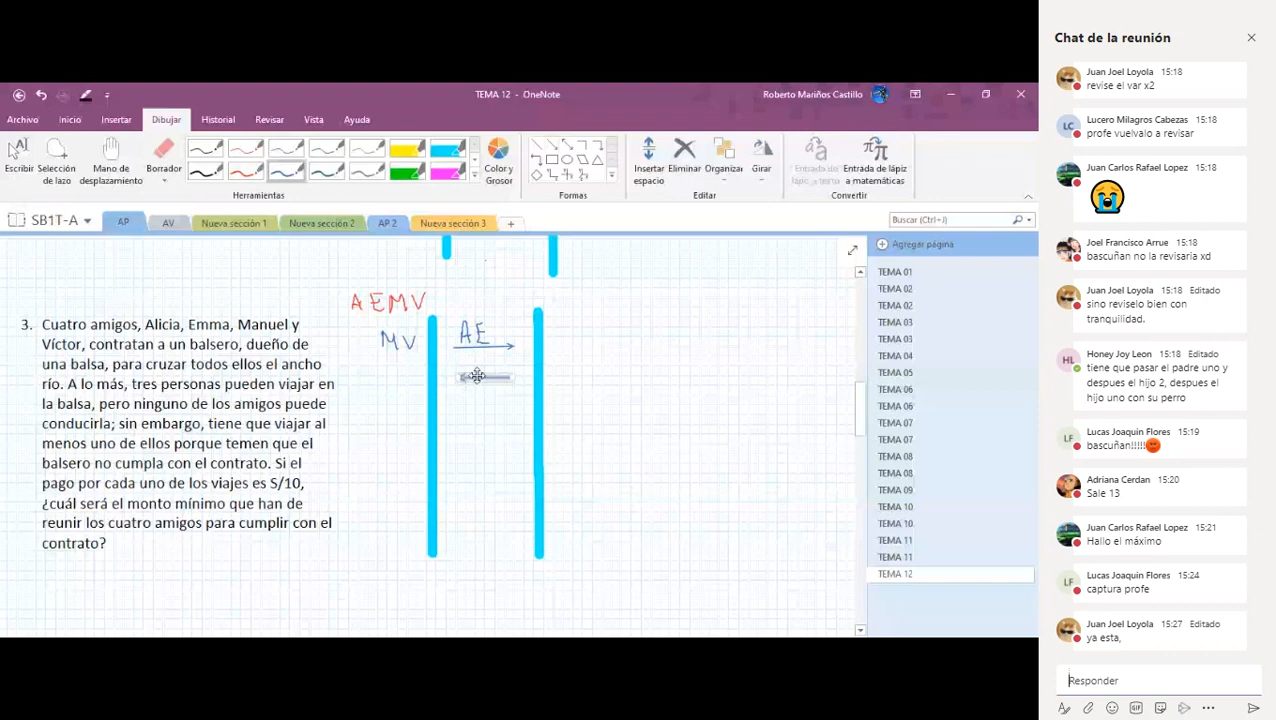 TEMA 12 - OneNote
Roberto Mariños Castillo
Archivo Inicio Insertar Dibujar Historial Revisar Vista Ayuda
Escribir
Selección de lazo
Mano de desplazamiento
Borrador
Color y Grosor
Insertar espacio
Eliminar
Organizar
Girar
Entrada de lápiz a matemáticas
Herramientas
Formas
Editar
Convertir
SB1T-A
AP AV Nueva sección 1 Nueva sección 2 AP 2 Nueva sección 3 +
Buscar (Ctrl+J)
Agregar página
TEMA 01
TEMA 02
TEMA 02
TEMA 03
TEMA 03
TEMA 04
TEMA 05
TEMA 06
TEMA 06
TEMA 07
TEMA 07
TEMA 08
TEMA 08
TEMA 09
TEMA 10
TEMA 10
TEMA 11
TEMA 11
TEMA 12
A E M V
M V
A E
3. Cuatro amigos, Alicia, Emma, Manuel y
Víctor, contratan a un balsero, dueño de
una balsa, para cruzar todos ellos el ancho
río. A lo más, tres personas pueden viajar en
la balsa, pero ninguno de los amigos puede
conducirla; sin embargo, tiene que viajar al
menos uno de ellos porque temen que el
balsero no cumpla con el contrato. Si el
pago por cada uno de los viajes es S/10,
¿cuál será el monto mínimo que han de
reunir los cuatro amigos para cumplir con el
contrato?
Chat de la reunión
Juan Joel Loyola 15:18
revise el var x2
LC
Lucero Milagros Cabezas 15:18
profe vuelvalo a revisar
Juan Carlos Rafael Lopez 15:18
Joel Francisco Arrue 15:18
bascuñan no la revisaria xd
Juan Joel Loyola 15:18 Editado
sino reviselo bien con
tranquilidad.
HL
Honey Joy Leon 15:18 Editado
tiene que pasar el padre uno y
despues el hijo 2, despues el
hijo uno con su perro
LF
Lucas Joaquin Flores 15:19
bascuñan!!!!!
Adriana Cerdan 15:20
Sale 13
Juan Carlos Rafael Lopez 15:21
Hallo el máximo
LF
Lucas Joaquin Flores 15:24
captura profe
Juan Joel Loyola 15:27 Editado
ya esta,
Responder
GIF